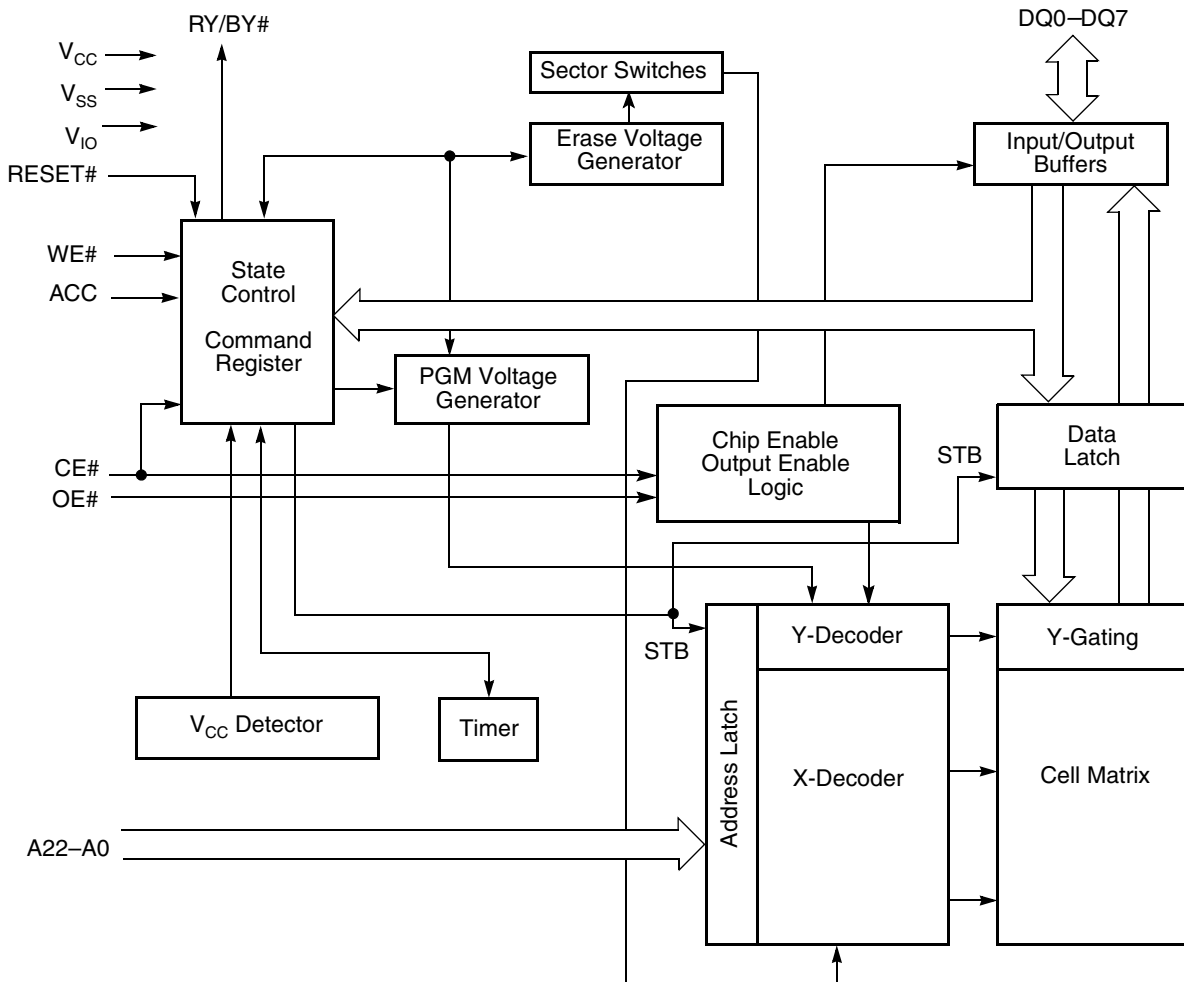 RY/BY#
DQ0–DQ7
VCC
VSS
VIO
RESET#
Sector Switches
Erase Voltage
Generator
Input/Output
Buffers
WE#
ACC
State
Control
Command
Register
PGM Voltage
Generator
CE#
OE#
Chip Enable
Output Enable
Logic
STB
Data
Latch
STB
Address Latch
Y-Decoder
Y-Gating
VCC Detector
Timer
X-Decoder
Cell Matrix
A22–A0